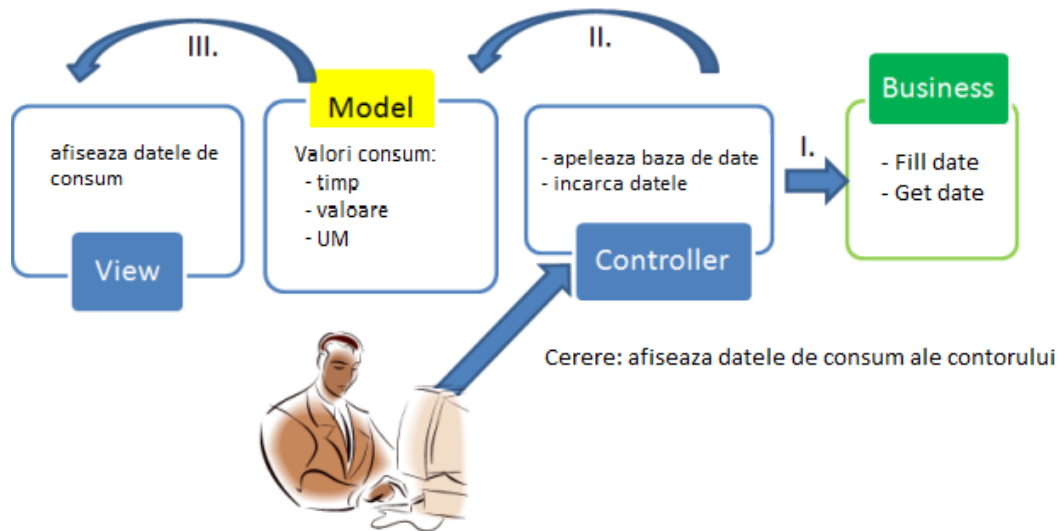 III.
II.
afiseaza datele de
consum
View
Model
Valori consum:
- timp
- valoare
- UM
- apeleaza baza de date
- incarca datele
Controller
I.
Business
- Fill date
- Get date
Cerere: afiseaza datele de consum ale contorului